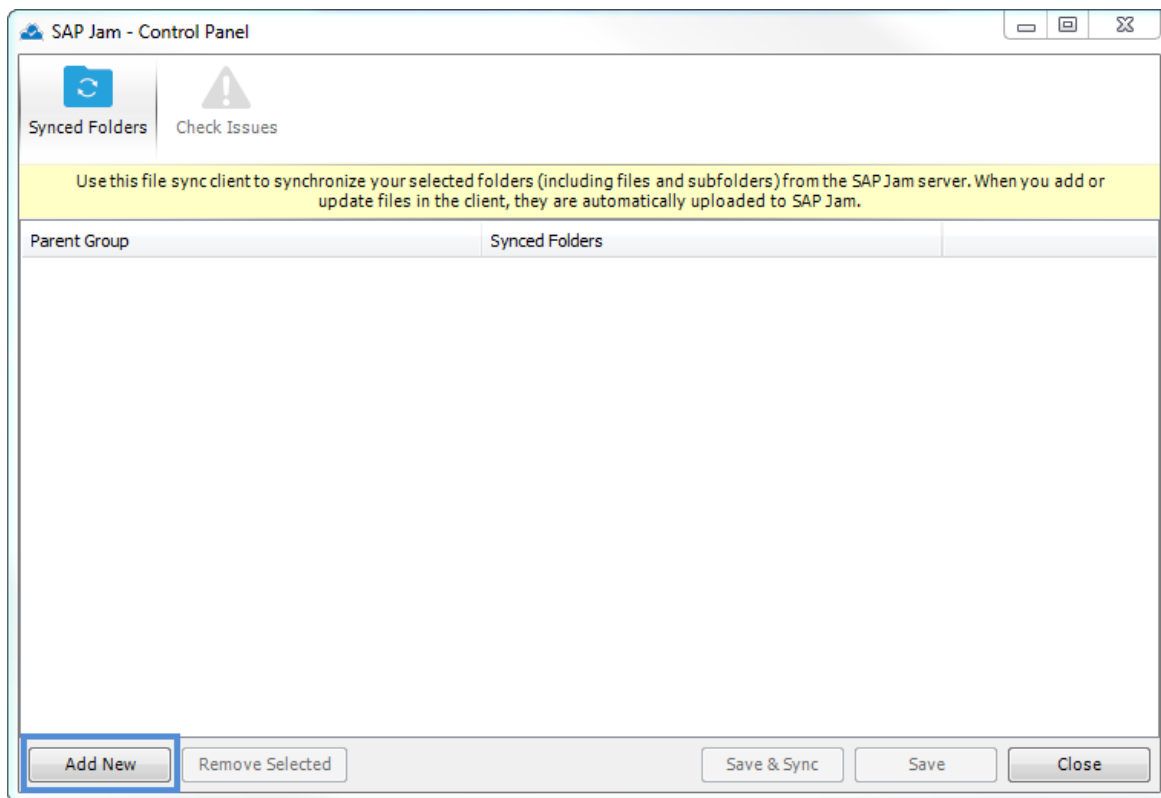 SAP Jam - Control Panel
Synced Folders
Check Issues
Use this file sync client to synchronize your selected folders (including files and subfolders) from the SAP Jam server. When you add or
update files in the client, they are automatically uploaded to SAP Jam.
Parent Group
Synced Folders
Add New
Remove Selected
Save & Sync
Save
Close